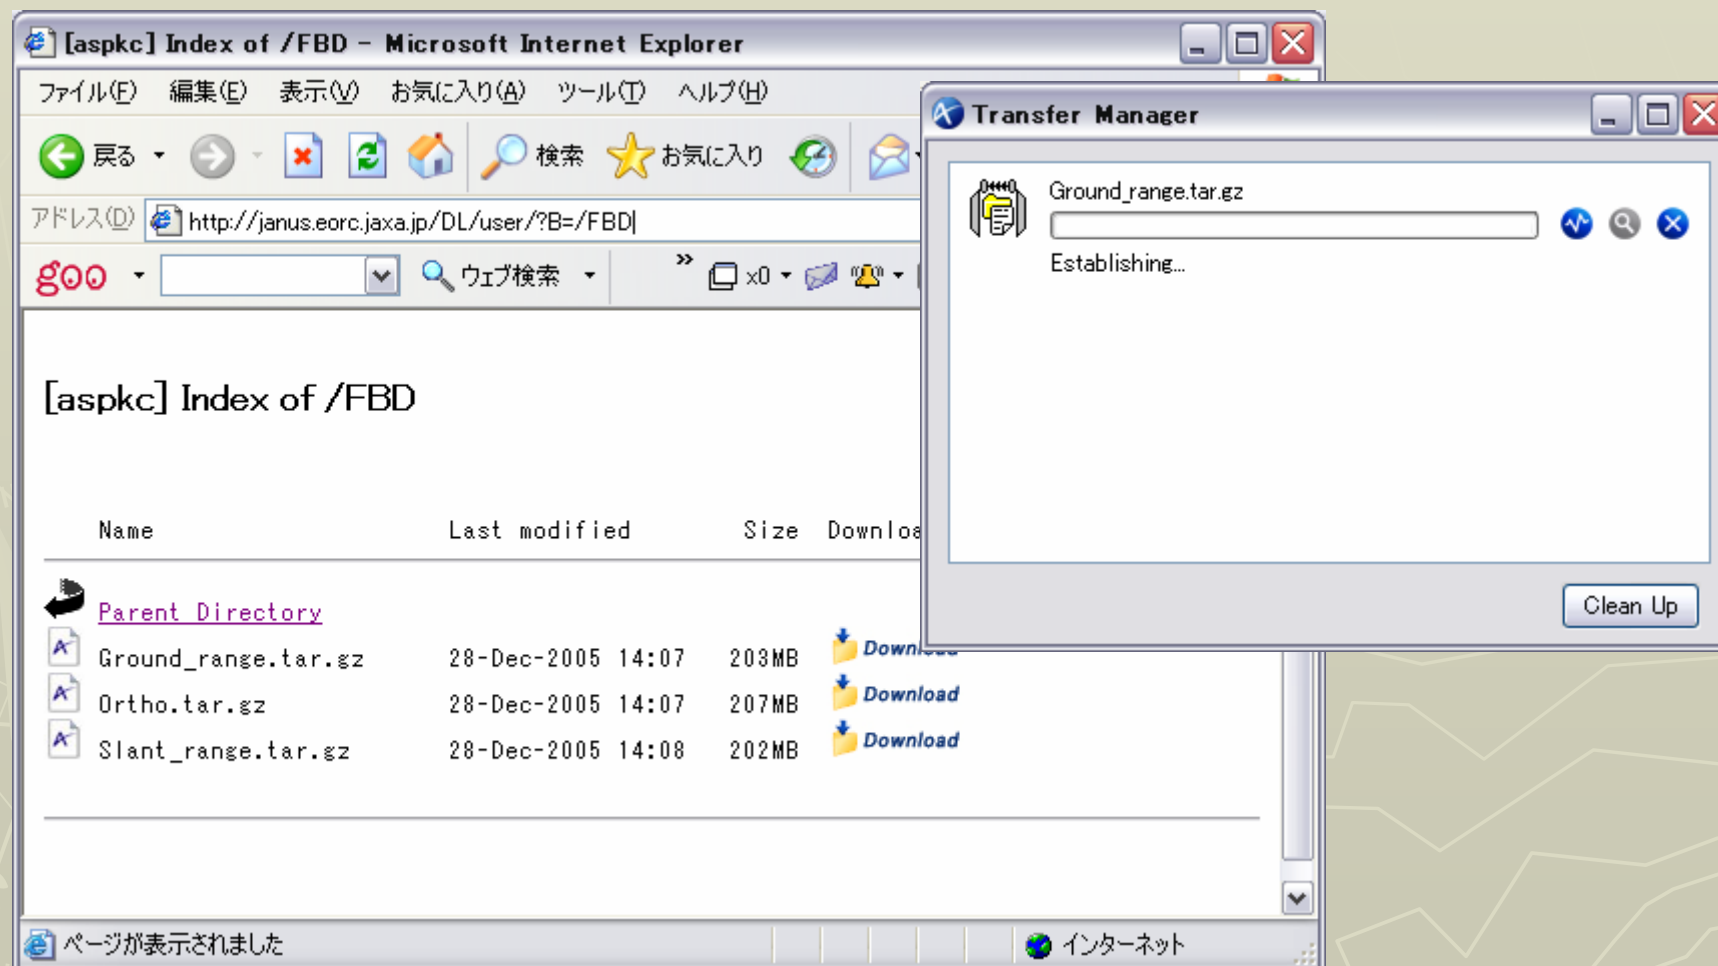 [aspkc] Index of /FBD - Microsoft Internet Explorer
ファイル(F) 編集(E) 表示(V) お気に入り(A) ツール(T) ヘルプ(H)
戻る 検索 お気に入り
アドレス(D) http://janus.eorc.jaxa.jp/DL/user/?B=/FBD
goo ウェブ検索 » x0
[aspkc] Index of /FBD
Name Last modified Size Downloa
Parent Directory
Ground_range.tar.gz 28-Dec-2005 14:07 203MB Download
Ortho.tar.gz 28-Dec-2005 14:07 207MB Download
Slant_range.tar.gz 28-Dec-2005 14:08 202MB Download
ページが表示されました インターネット
Transfer Manager
Ground_range.tar.gz
Establishing...
Clean Up